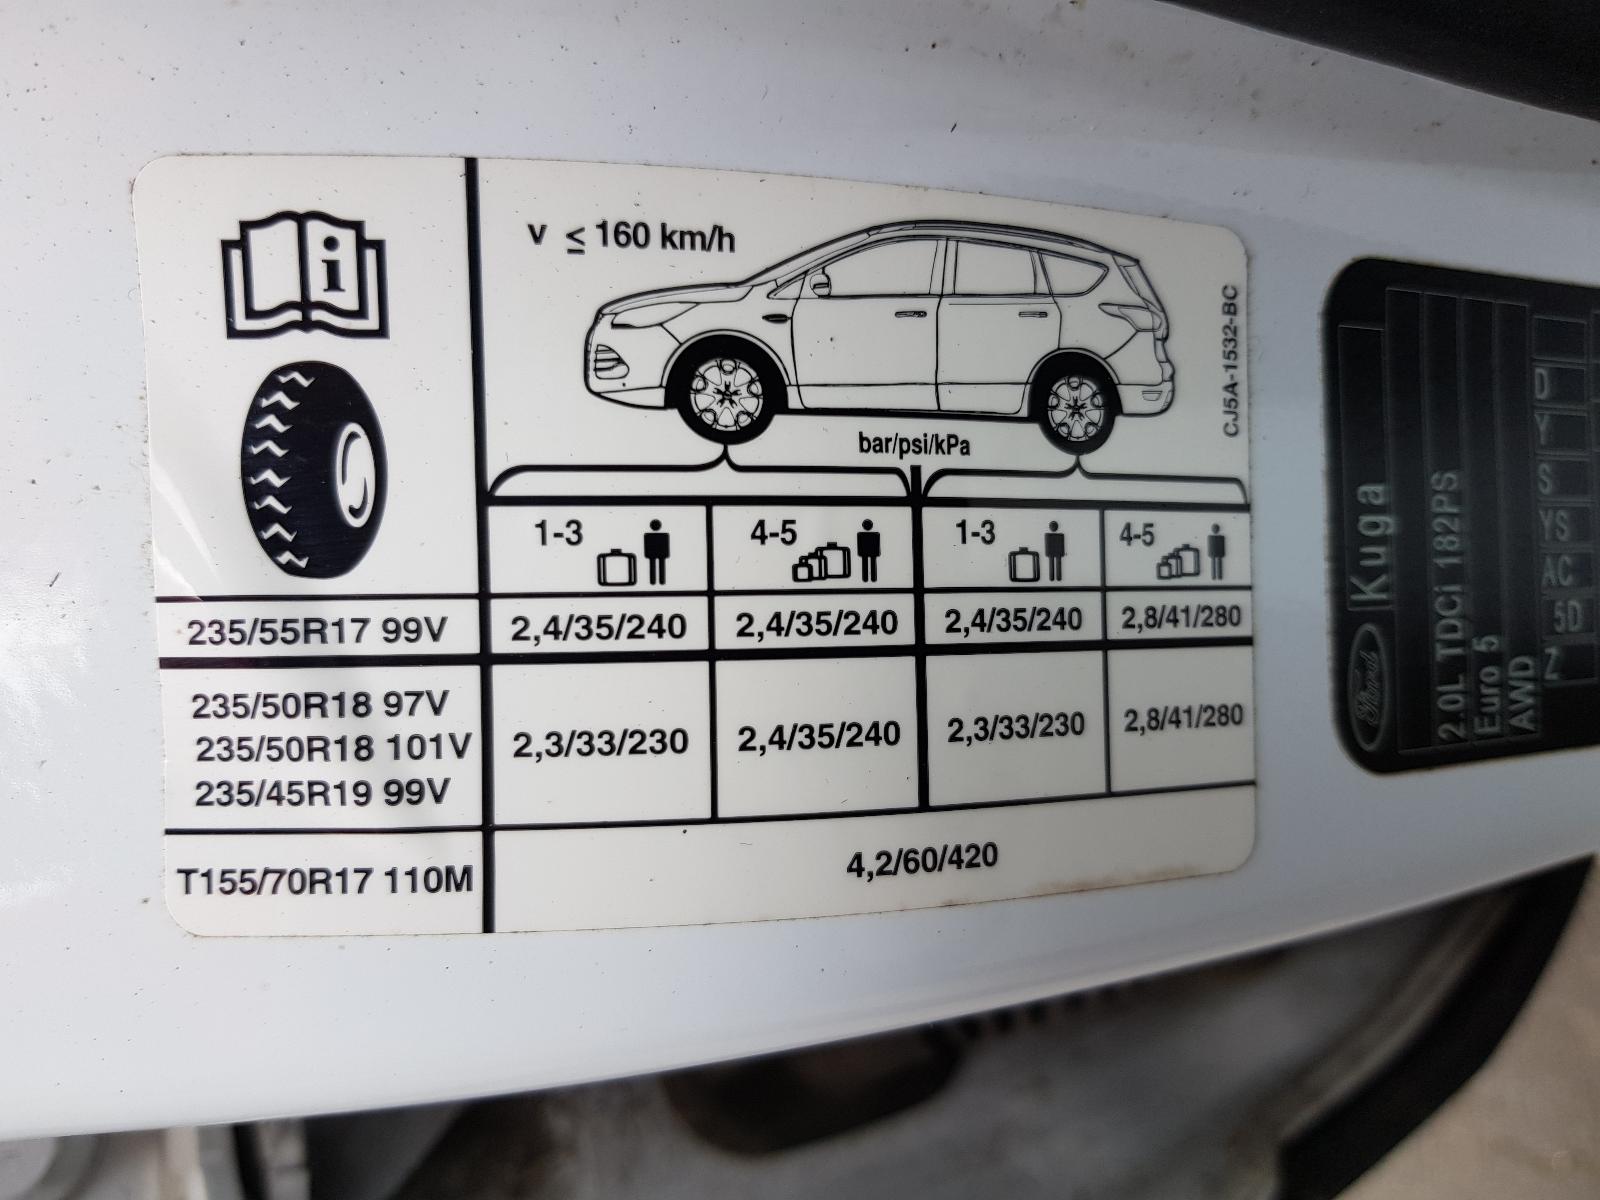 i
v ≤ 160 km/h
CJ5A-1532-BC
bar/psi/kPa
1-3 4-5 1-3 4-5
235/55R17 99V 2,4/35/240 2,4/35/240 2,4/35/240 2,8/41/280
235/50R18 97V
235/50R18 101V 2,3/33/230 2,4/35/240 2,3/33/230 2,8/41/280
235/45R19 99V
T155/70R17 110M 4,2/60/420
Ford Kuga
2.0L TDCi 182PS
Euro 5
AWD
D
Y
S
YS
AC
5D
Z